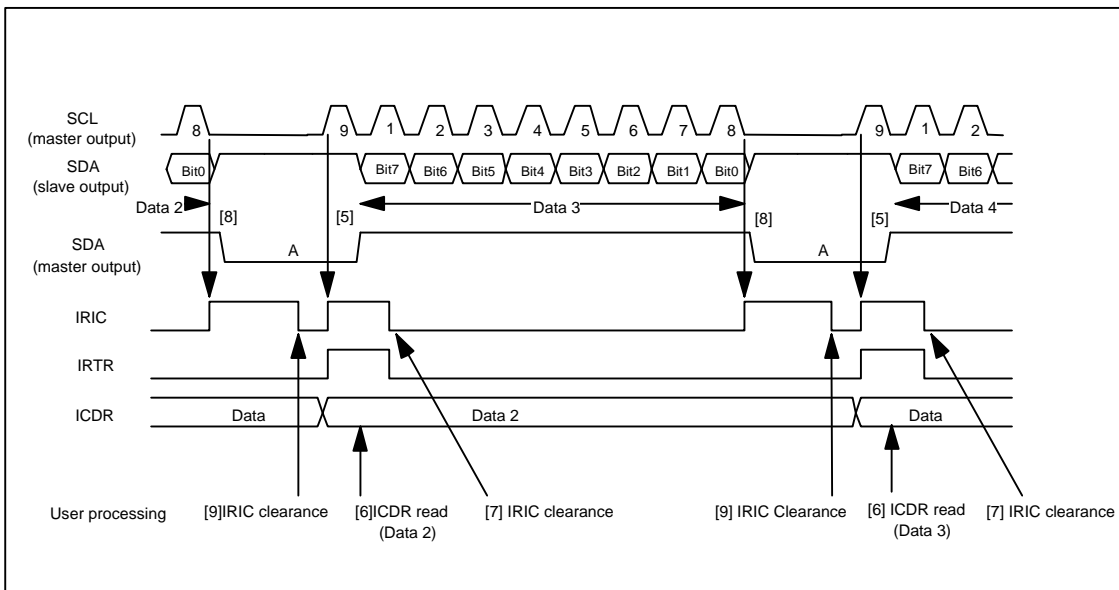 SCL
(master output)
8 9 1 2 3 4 5 6 7 8 9 1 2
SDA
(slave output)
Bit0 Bit7 Bit6 Bit5 Bit4 Bit3 Bit2 Bit1 Bit0 Bit7 Bit6
Data 2 [8] [5] Data 3 [8] [5] Data 4
SDA
(master output)
A A
IRIC
IRTR
ICDR Data Data 2 Data
User processing [9]IRIC clearance [6]ICDR read [7] IRIC clearance [9] IRIC Clearance [6] ICDR read [7] IRIC clearance
(Data 2) (Data 3)